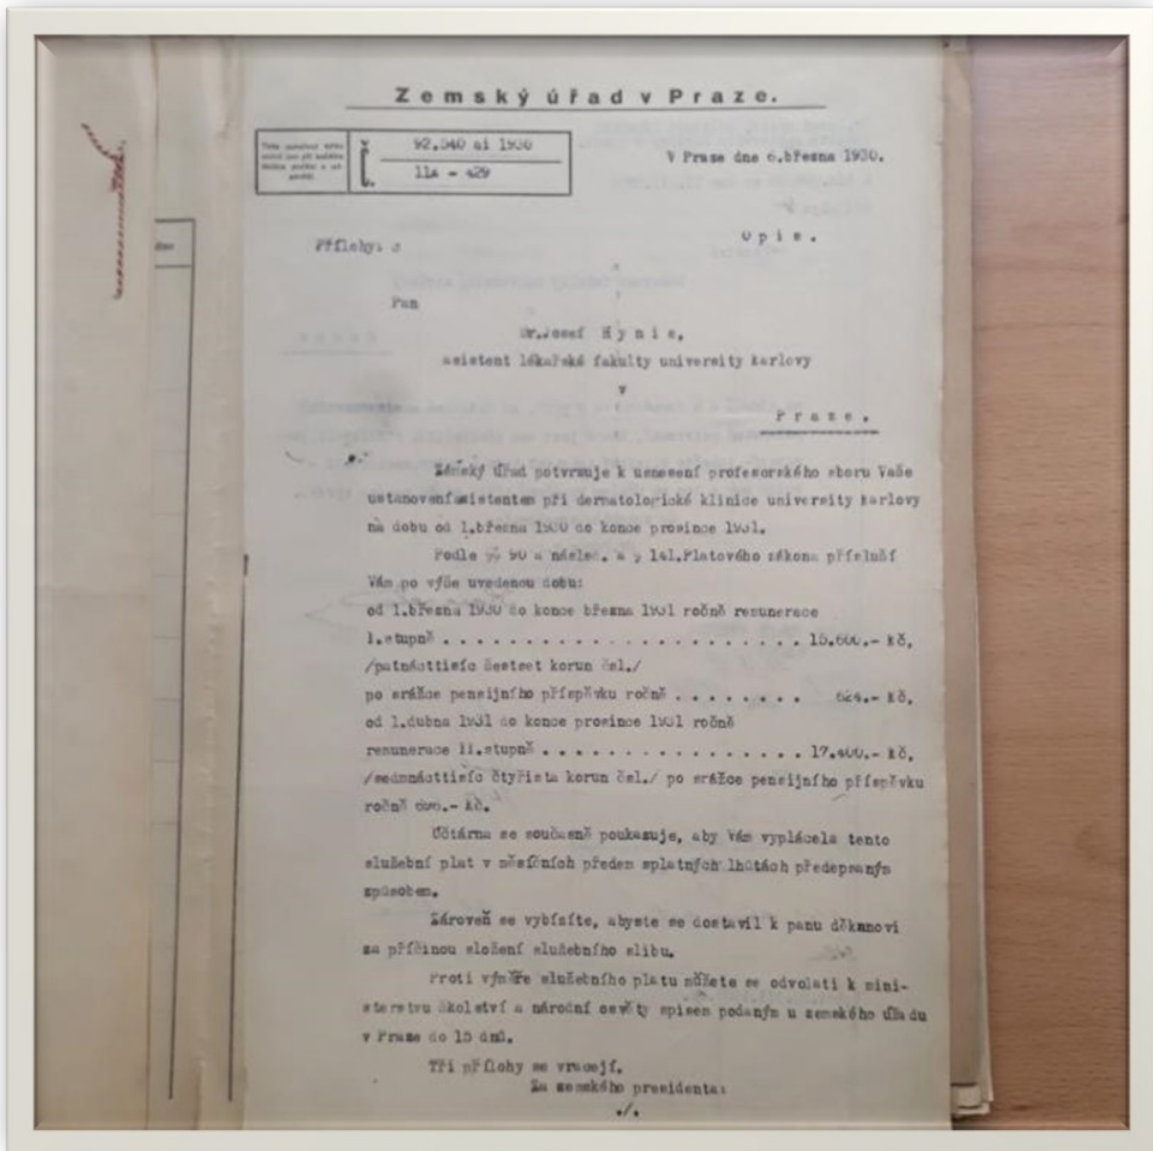 Zemský úřad v Praze.
č. 92.540 ai 1930
11a - 429
V Praze dne 6.března 1930.
Opis.
Přílohy: 3
Pan
Dr.Josef Hynie,
asistent lékařské fakulty university Karlovy
v
Praze.
Zemský úřad potvrzuje k usnesení profesorského sboru Vaše
ustanovení asistentem při dermatologické klinice university Karlovy
na dobu od 1.března 1930 do konce prosince 1931.
Podle §§ 90 a násled. a § 141.Platového zákona přísluší
Vám po výše uvedenou dobu:
od 1.března 1930 do konce března 1931 ročně remunerace
I.stupně . . . . . . . . . . . . . . . . . . . . . . 15.600.- Kč,
/patnácttisíc šestset korun čsl./
po srážce pensijního příspěvku ročně . . . . . . . . 624.- Kč,
od 1.dubna 1931 do konce prosince 1931 ročně
remunerace II.stupně . . . . . . . . . . . . . . . . 17.400.- Kč,
/sedmnácttisíc čtyřista korun čsl./ po srážce pensijního příspěvku
ročně 696.- Kč.
Účtárna se současně poukazuje, aby Vám vyplácela tento
služební plat v měsíčních předem splatných lhůtách předepsaným
způsobem.
Zároveň se vybízíte, abyste se dostavil k panu děkanovi
za příčinou složení služebního slibu.
Proti výměře služebního platu můžete se odvolati k mini-
sterstvu školství a národní osvěty spisem podaným u zemského úřadu
v Praze do 15 dnů.
Tři přílohy se vracejí.
Za zemského presidenta:
./.